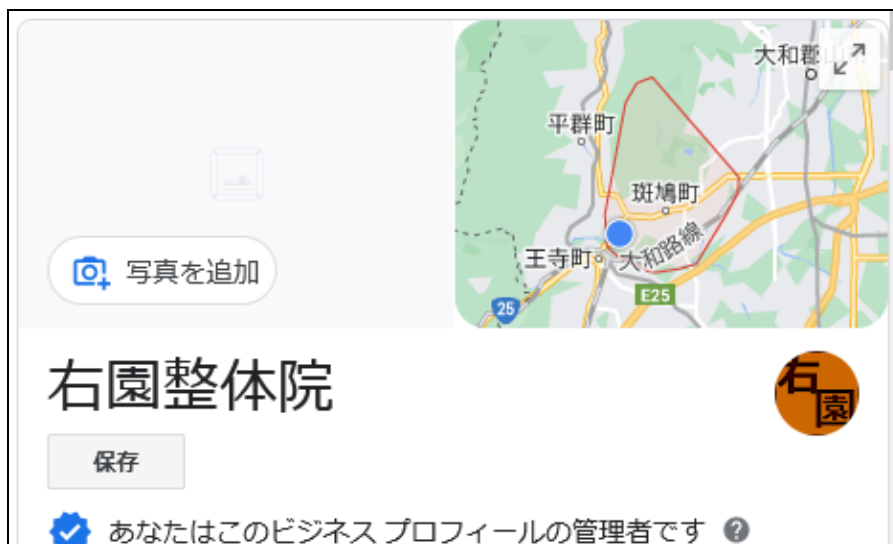 大和郡山
平群町
斑鳩町
大和路線
王寺町
E25
25
写真を追加
右園整体院
右園
保存
あなたはこのビジネス プロフィールの管理者です